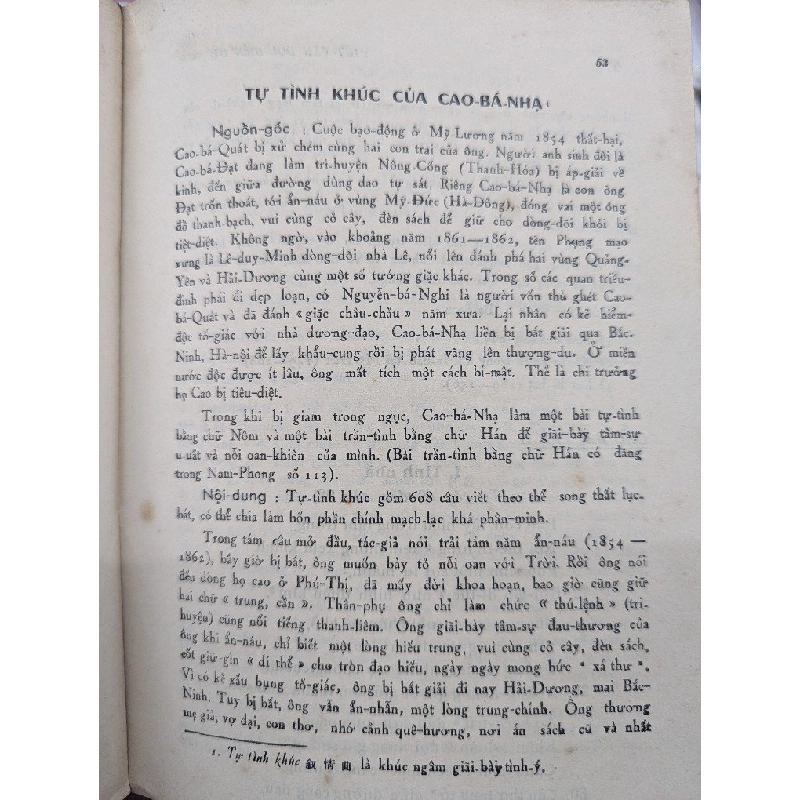 53
TỰ TÌNH KHÚC CỦA CAO-BÁ-NHẠ¹
Nguồn-gốc : Cuộc bạo-động ở Mỹ Lương năm 1854 thất-bại,
Cao-bá-Quát bị xử chém cùng hai con trai của ông. Người anh sinh đôi là
Cao-bá-Đạt đang làm tri-huyện Nông-Cống (Thanh-Hóa) bị áp-giải về
kinh, đến giữa đường dùng dao tự sát. Riêng Cao-bá-Nhạ là con ông
Đạt trốn thoát, tới ẩn-náu ở vùng Mỹ-Đức (Hà-Đông), đóng vai một ông
đồ thanh-bạch, vui cùng cỏ cây, đèn sách để giữ cho dòng-dõi khỏi bị
tiệt-diệt. Không ngờ, vào khoảng năm 1861—1862, tên Phụng mạo
xưng là Lê-duy-Minh dòng-dõi nhà Lê, nổi lên đánh phá hai vùng Quảng-
Yên và Hải-Dương cùng một số tướng giặc khác. Trong số các quan triều-
đình phái đi dẹp loạn, có Nguyễn-bá-Nghi là người vốn thù ghét Cao-
bá-Quát và đã đánh « giặc châu-chấu » năm xưa. Lại nhân có kẻ hiểm-
độc tố-giác với nhà đương-đạo, Cao-bá-Nhạ liền bị bắt giải qua Bắc-
Ninh, Hà-nội để lấy khẩu-cung rồi bị phát vãng lên thượng-du. Ở miền
nước độc được ít lâu, ông mất tích một cách bí-mật. Thế là chi trưởng
họ Cao bị tiêu-diệt.
Trong khi bị giam trong ngục, Cao-bá-Nhạ làm một bài tự-tình
bằng chữ Nôm và một bài trần-tình bằng chữ Hán để giải-bày tâm-sự
u-uất và nỗi oan-khiên của mình. (Bài trần-tình bằng chữ Hán có đăng
trong Nam-Phong số 113).
Nội-dung : Tự-tình khúc gồm 608 câu viết theo thể song thất lục-
bát, có thể chia làm bốn phần chính mạch-lạc khá phân-minh.
Trong tám câu mở đầu, tác-giả nói trải tám năm ẩn-náu (1854 —
1862), bây giờ bị bắt, ông muốn bày tỏ nỗi oan với Trời. Rồi ông nói
đến dòng họ cao ở Phú-Thị, đã mấy đời khoa hoạn, bao giờ cũng giữ
hai chữ « trung, cần ». Thân-phụ ông chỉ làm chức « thú-lệnh » (tri-
huyện) cũng nổi tiếng thanh-liêm. Ông giải-bày tâm-sự đau-thương của
ông khi ẩn-náu, chỉ biết một lòng hiếu trung, vui cùng cỏ cây, đèn sách,
cốt giữ-gìn « di thể » cho tròn đạo hiếu, ngày ngày mong bức " xá thư ".
Vì có kẻ xấu bụng tố-giác, ông bị bắt giải đi nay Hải-Dương, mai Bắc-
Ninh. Tuy bị bắt, ông vẫn ẩn-nhẫn, một lòng trung-chính. Ông thương
mẹ già, vợ dại, con thơ, nhớ cảnh quê-hương, nơi án sách cũ và nhất
1. Tự tình khúc 敍情曲 là khúc ngâm giải-bày tình-ý.